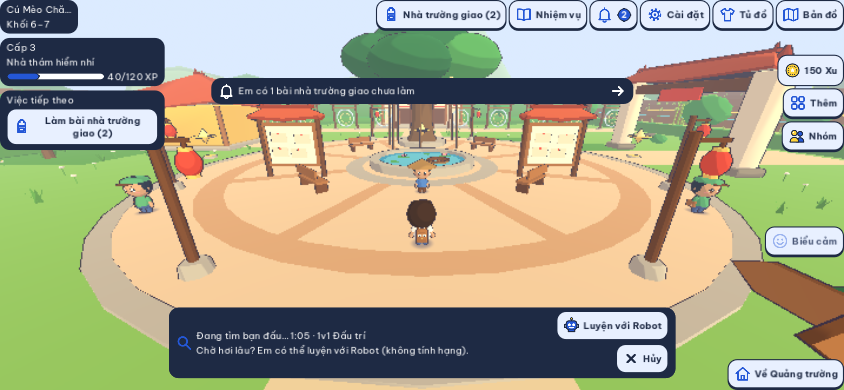 Cú Mèo Chă...
Khối 6-7
Nhà trường giao (2)
Nhiệm vụ
2
Cài đặt
Tủ đồ
Bản đồ
Cấp 3
Nhà thám hiểm nhí
40/120 XP
Việc tiếp theo
Làm bài nhà trường
giao (2)
Em có 1 bài nhà trường giao chưa làm
150 Xu
Thêm
Nhóm
Biểu cảm
Đang tìm bạn đấu... 1:05 · 1v1 Đấu trí
Chờ hơi lâu? Em có thể luyện với Robot (không tính hạng).
Luyện với Robot
Hủy
Về Quảng trường